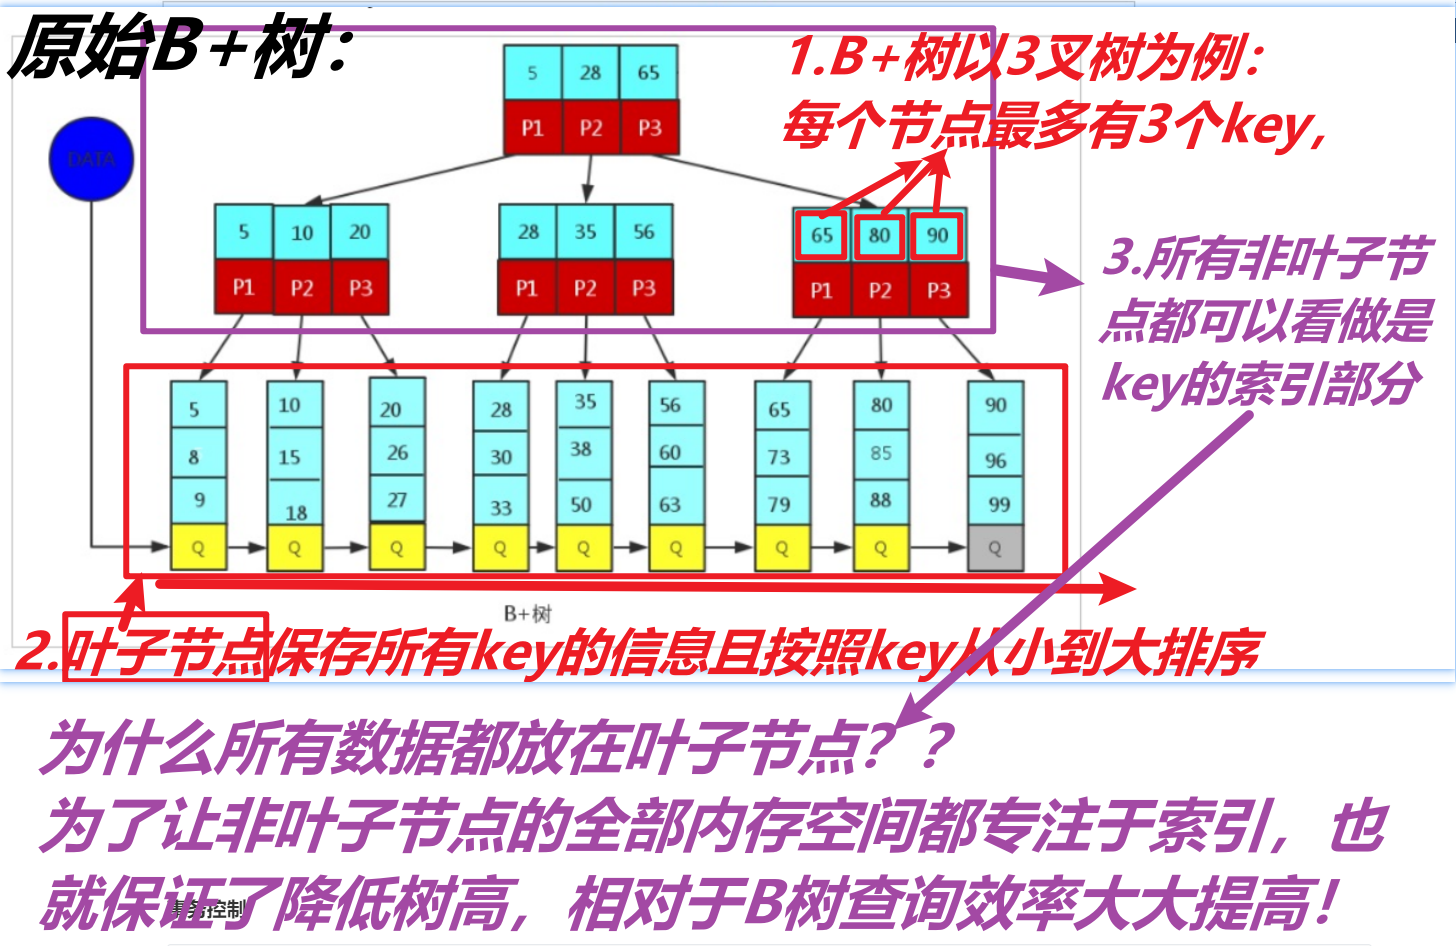 原始B+树：
1.B+树以3叉树为例：
每个节点最多有3个key,
5 28 65
P1 P2 P3
DATA
5 10 20
P1 P2 P3
28 35 56
P1 P2 P3
65 80 90
P1 P2 P3
3.所有非叶子节
点都可以看做是
key的索引部分
5 10 20 28 35 56 65 80 90
8 15 26 30 38 60 73 85 96
9 18 27 33 50 63 79 88 99
Q Q Q Q Q Q Q Q Q
B+树
2.叶子节点保存所有key的信息且按照key从小到大排序
为什么所有数据都放在叶子节点？？
为了让非叶子节点的全部内存空间都专注于索引，也
就保证了降低树高，相对于B树查询效率大大提高！
事务控制